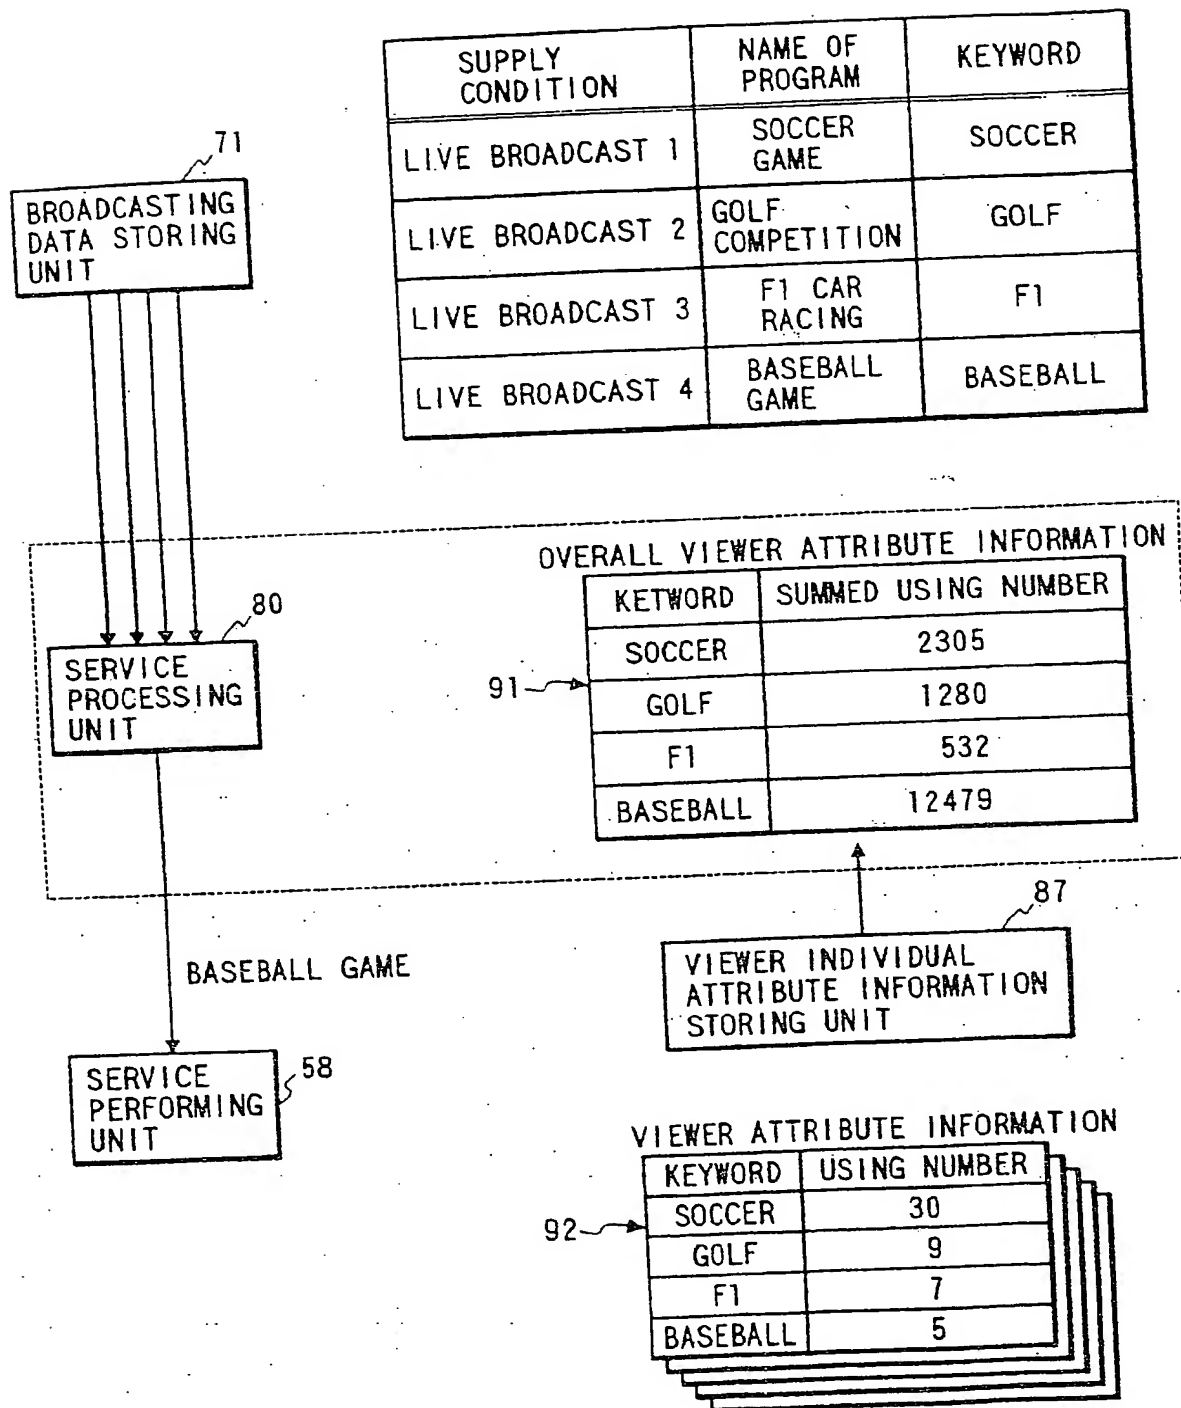 SUPPLY CONDITION
NAME OF PROGRAM
KEYWORD
LIVE BROADCAST 1
SOCCER GAME
SOCCER
LIVE BROADCAST 2
GOLF COMPETITION
GOLF
LIVE BROADCAST 3
F1 CAR RACING
F1
LIVE BROADCAST 4
BASEBALL GAME
BASEBALL
71
BROADCASTING
DATA STORING
UNIT
OVERALL VIEWER ATTRIBUTE INFORMATION
KETWORD
SUMMED USING NUMBER
SOCCER
2305
GOLF
1280
F1
532
BASEBALL
12479
91
80
SERVICE
PROCESSING
UNIT
BASEBALL GAME
87
VIEWER INDIVIDUAL
ATTRIBUTE INFORMATION
STORING UNIT
SERVICE
PERFORMING
UNIT
58
VIEWER ATTRIBUTE INFORMATION
KEYWORD
USING NUMBER
SOCCER
30
GOLF
9
F1
7
BASEBALL
5
92